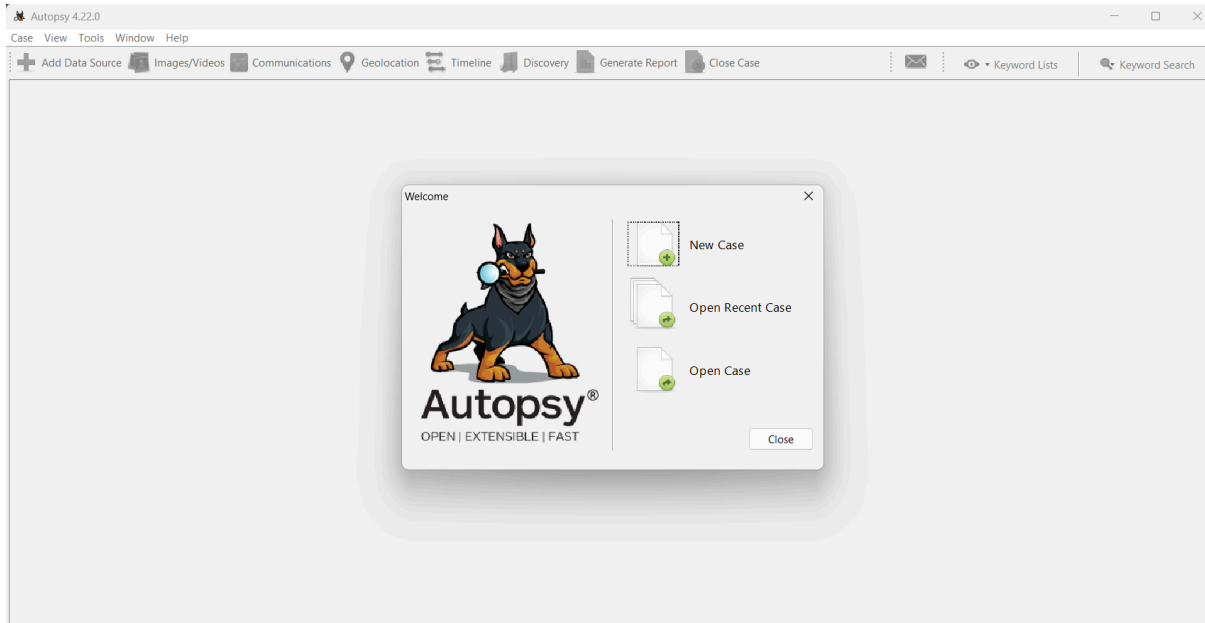 Autopsy 4.22.0
Case View Tools Window Help
Add Data Source Images/Videos Communications Geolocation Timeline Discovery Generate Report Close Case Keyword Lists Keyword Search
Welcome
New Case
Open Recent Case
Open Case
Autopsy®
OPEN | EXTENSIBLE | FAST
Close